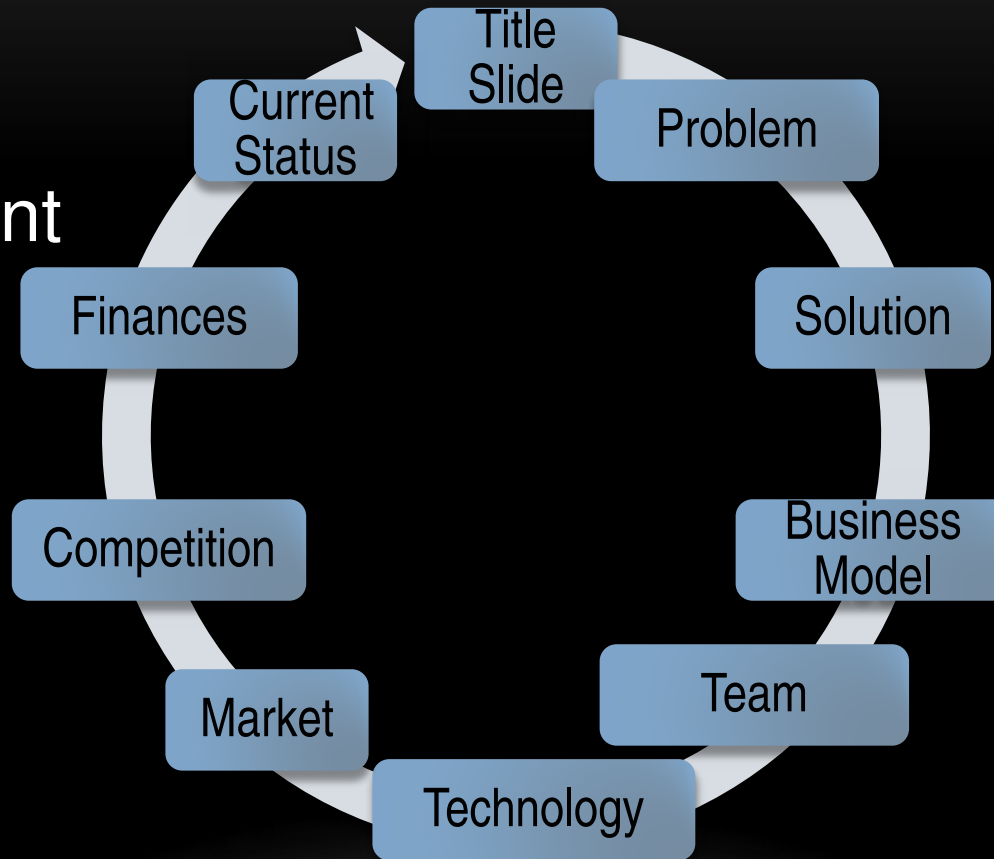 Title
Slide
Problem
Solution
Business
Model
Team
Technology
Market
Competition
Finances
Current
Status
nt